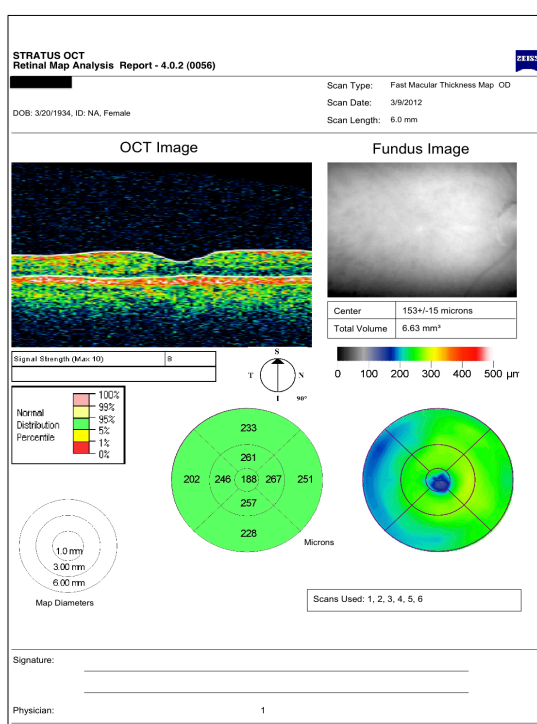 STRATUS OCT
Retinal Map Analysis Report - 4.0.2 (0056)
ZEISS
DOB: 3/20/1934, ID: NA, Female
Scan Type: Fast Macular Thickness Map OD
Scan Date: 3/9/2012
Scan Length: 6.0 mm
OCT Image
Fundus Image
Center 153+/-15 microns
Total Volume 6.63 mm³
Signal Strength (Max 10) 8
S
T N
I 90°
0 100 200 300 400 500 µm
Normal
Distribution
Percentile
100%
99%
95%
5%
1%
0%
233
261
202 246 188 267 251
257
228
Microns
1.0 mm
3.00 mm
6.00 mm
Map Diameters
Scans Used: 1, 2, 3, 4, 5, 6
Signature:
Physician:
1